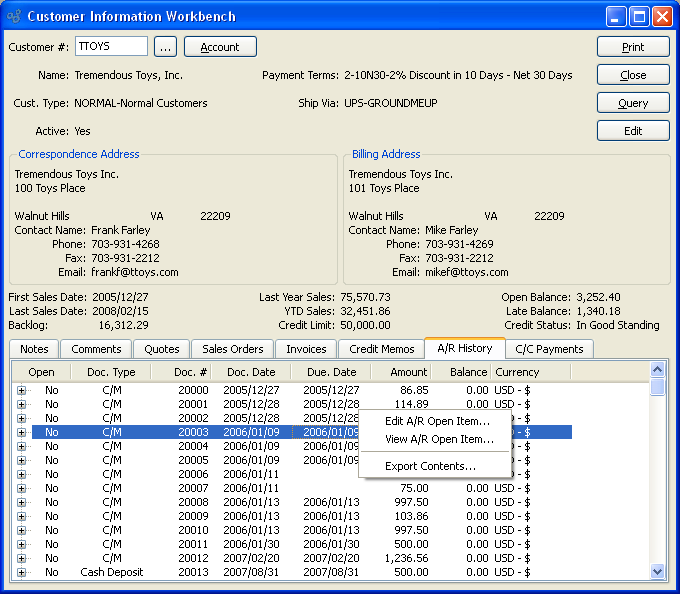 Customer Information Workbench
Customer #: TTOYS ... Account Print
Name: Tremendous Toys, Inc. Payment Terms: 2-10N30-2% Discount in 10 Days - Net 30 Days Close
Cust. Type: NORMAL-Normal Customers Ship Via: UPS-GROUNDMEUP Query
Active: Yes Edit
Correspondence Address
Tremendous Toys Inc.
100 Toys Place
Walnut Hills VA 22209
Contact Name: Frank Farley
Phone: 703-931-4268
Fax: 703-931-2212
Email: frankf@ttoys.com
Billing Address
Tremendous Toys Inc.
101 Toys Place
Walnut Hills VA 22209
Contact Name: Mike Farley
Phone: 703-931-4269
Fax: 703-931-2212
Email: mikef@ttoys.com
First Sales Date: 2005/12/27 Last Year Sales: 75,570.73 Open Balance: 3,252.40
Last Sales Date: 2008/02/15 YTD Sales: 32,451.86 Late Balance: 1,340.18
Backlog: 16,312.29 Credit Limit: 50,000.00 Credit Status: In Good Standing
Notes Comments Quotes Sales Orders Invoices Credit Memos A/R History C/C Payments
Open Doc. Type Doc. # Doc. Date Due. Date Amount Balance Currency
No C/M 20000 2005/12/27 2005/12/27 86.85 0.00 USD - $
No C/M 20001 2005/12/28 2005/12/28 114.89 0.00 USD - $
No C/M 20002 2005/12/28 2005/12/28
No C/M 20003 2006/01/09 2006/01/09
No C/M 20004 2006/01/09 2006/01/09
No C/M 20005 2006/01/09 2006/01/09
No C/M 20006 2006/01/11
No C/M 20007 2006/01/11 75.00 0.00 USD - $
No C/M 20008 2006/01/13 2006/01/13 997.50 0.00 USD - $
No C/M 20009 2006/01/13 2006/01/13 103.86 0.00 USD - $
No C/M 20010 2006/01/13 2006/01/13 997.50 0.00 USD - $
No C/M 20011 2006/01/30 2006/01/30 500.00 0.00 USD - $
No C/M 20012 2007/02/20 2007/02/20 1,236.56 0.00 USD - $
No Cash Deposit 20013 2007/08/31 2007/08/31 500.00 0.00 USD - $
Edit A/R Open Item...
View A/R Open Item...
Export Contents...